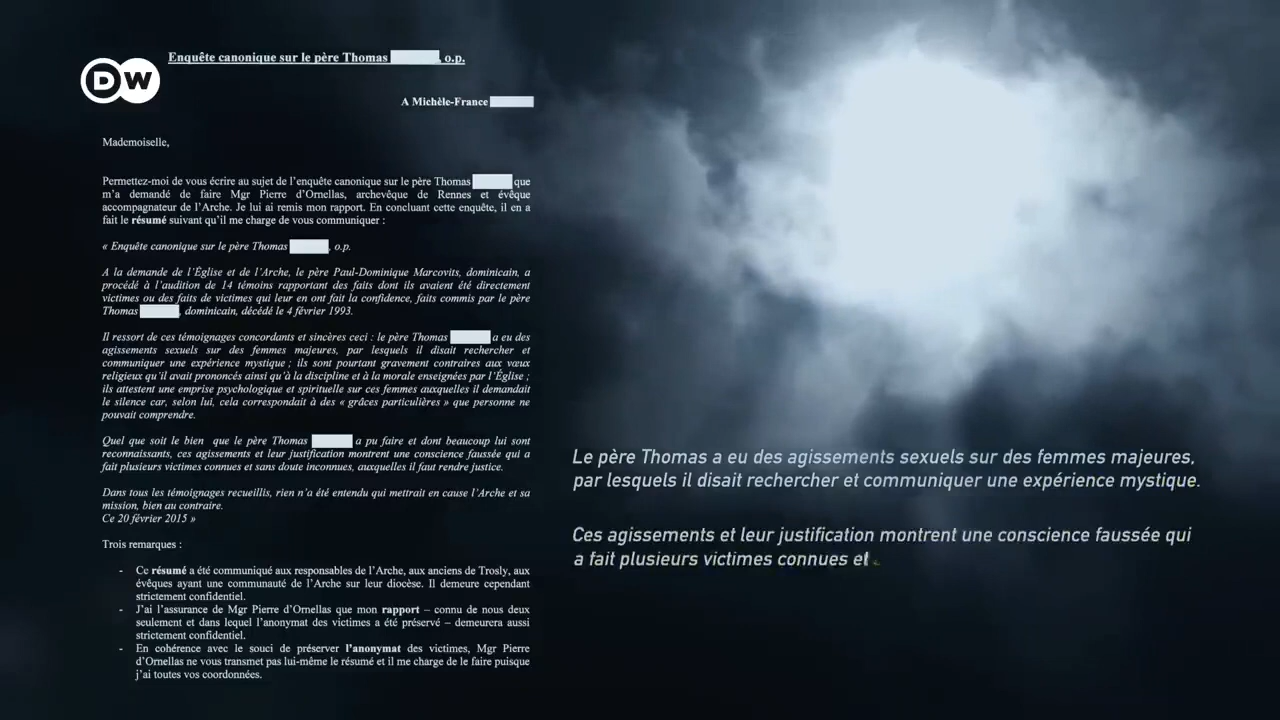 DW
Enquête canonique sur le père Thomas , o.p.
A Michèle-France
Mademoiselle,
Permettez-moi de vous écrire au sujet de l'enquête canonique sur le père Thomas que
m'a demandé de faire Mgr Pierre d'Ornellas, archevêque de Rennes et évêque
accompagnateur de l'Arche. Je lui ai remis mon rapport. En concluant cette enquête, il en a
fait le résumé suivant qu'il me charge de vous communiquer :
« Enquête canonique sur le père Thomas , o.p.
A la demande de l'Église et de l'Arche, le père Paul-Dominique Marcovits, dominicain, a
procédé à l'audition de 14 témoins rapportant des faits dont ils avaient été directement
victimes ou des faits de victimes qui leur en ont fait la confidence, faits commis par le père
Thomas , dominicain, décédé le 4 février 1993.
Il ressort de ces témoignages concordants et sincères ceci : le père Thomas a eu des
agissements sexuels sur des femmes majeures, par lesquels il disait rechercher et
communiquer une expérience mystique ; ils sont pourtant gravement contraires aux vœux
religieux qu'il avait prononcés ainsi qu'à la discipline et à la morale enseignées par l'Église ;
ils attestent une emprise psychologique et spirituelle sur ces femmes auxquelles il demandait
le silence car, selon lui, cela correspondait à des « grâces particulières » que personne ne
pouvait comprendre.
Quel que soit le bien que le père Thomas a pu faire et dont beaucoup lui sont
reconnaissants, ces agissements et leur justification montrent une conscience faussée qui a
fait plusieurs victimes connues et sans doute inconnues, auxquelles il faut rendre justice.
Dans tous les témoignages recueillis, rien n'a été entendu qui mettrait en cause l'Arche et sa
mission, bien au contraire.
Ce 20 février 2015 »
Trois remarques :
- Ce résumé a été communiqué aux responsables de l'Arche, aux anciens de Trosly, aux
évêques ayant une communauté de l'Arche sur leur diocèse. Il demeure cependant
strictement confidentiel.
- J'ai l'assurance de Mgr Pierre d'Ornellas que mon rapport – connu de nous deux
seulement et dans lequel l'anonymat des victimes a été préservé – demeurera aussi
strictement confidentiel.
- En cohérence avec le souci de préserver l'anonymat des victimes, Mgr Pierre
d'Ornellas ne vous transmet pas lui-même le résumé et il me charge de le faire puisque
j'ai toutes vos coordonnées.
Le père Thomas a eu des agissements sexuels sur des femmes majeures,
par lesquels il disait rechercher et communiquer une expérience mystique.
Ces agissements et leur justification montrent une conscience faussée qui
a fait plusieurs victimes connues et